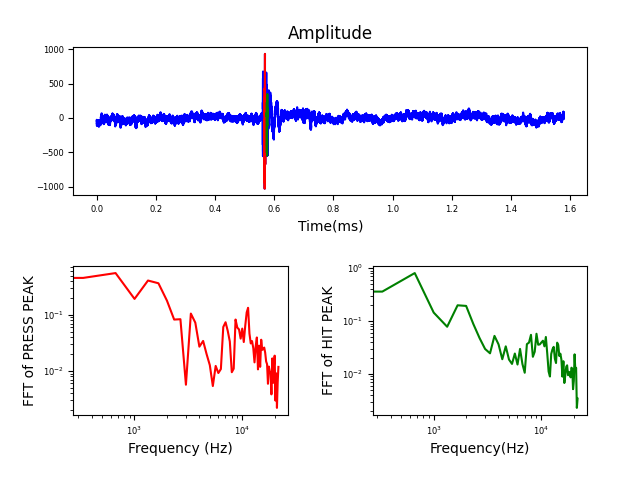 Amplitude
1000
500
0
−500
−1000
0.0 0.2 0.4 0.6 0.8 1.0 1.2 1.4 1.6
Time(ms)
FFT of PRESS PEAK
10⁻¹
10⁻²
10³ 10⁴
Frequency (Hz)
FFT of HIT PEAK
10⁰
10⁻¹
10⁻²
10³ 10⁴
Frequency(Hz)